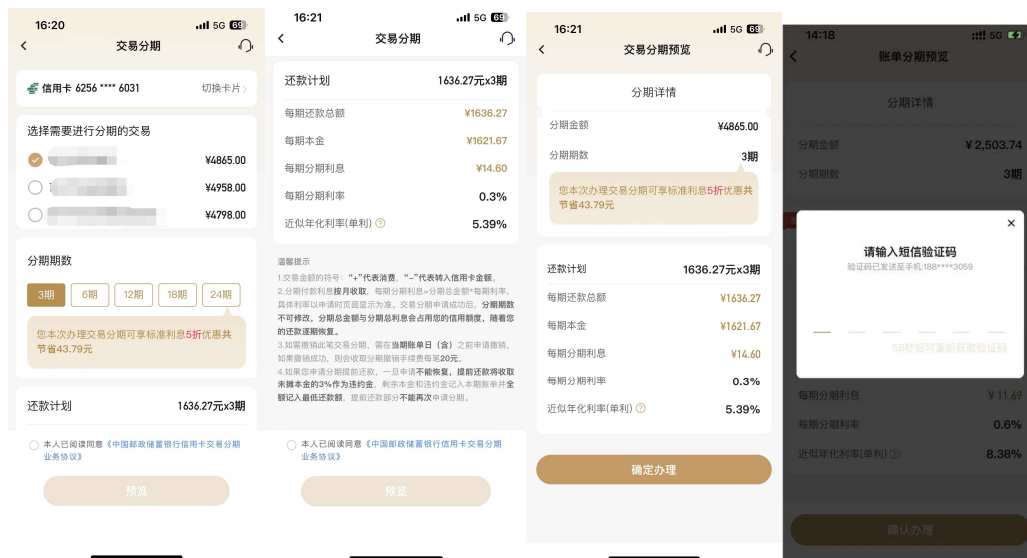 16:20
5G 69
交易分期
信用卡 6256 **** 6031
切换卡片
选择需要进行分期的交易
¥4865.00
¥4958.00
¥4798.00
分期期数
3期
6期
12期
18期
24期
您本次办理交易分期可享标准利息5折优惠共
节省43.79元
还款计划
1636.27元x3期
本人已阅读同意《中国邮政储蓄银行信用卡交易分期
业务协议》
预览
16:21
5G 69
交易分期
还款计划
1636.27元x3期
每期还款总额
¥1636.27
每期本金
¥1621.67
每期分期利息
¥14.60
每期分期利率
0.3%
近似年化利率(单利)
5.39%
温馨提示
1.交易金额的符号：“+”代表消费，“-”代表转入信用卡金额。
2.分期付款利息按月收取，每期分期利息=分期总金额*每期利率，
具体利率以申请时页面显示为准。交易分期申请成功后，分期期数
不可修改，分期总金额与分期总利息会占用您的信用额度，随着您
的还款逐期恢复。
3.如需撤销此笔交易分期，需在当期账单日（含）之前申请撤销，
如果撤销成功，则会收取分期撤销手续费每笔20元。
4.如果您申请分期提前还款，一旦申请不能恢复，提前还款将收取
未摊本金的3%作为违约金，剩余本金和违约金记入本期账单并全
额记入最低还款额，提前还款部分不能再次申请分期。
本人已阅读同意《中国邮政储蓄银行信用卡交易分期
业务协议》
预览
16:21
5G 69
交易分期预览
分期详情
分期金额
¥4865.00
分期期数
3期
您本次办理交易分期可享标准利息5折优惠共
节省43.79元
还款计划
1636.27元x3期
每期还款总额
¥1636.27
每期本金
¥1621.67
每期分期利息
¥14.60
每期分期利率
0.3%
近似年化利率(单利)
5.39%
确定办理
14:18
5G
账单分期预览
分期详情
分期金额
¥2,503.74
分期期数
3期
请输入短信验证码
验证码已发送至手机:188****3059
58秒后可重新获取验证码
每期分期利息
¥11.69
每期分期利率
0.6%
近似年化利率(单利)
8.38%
确认办理